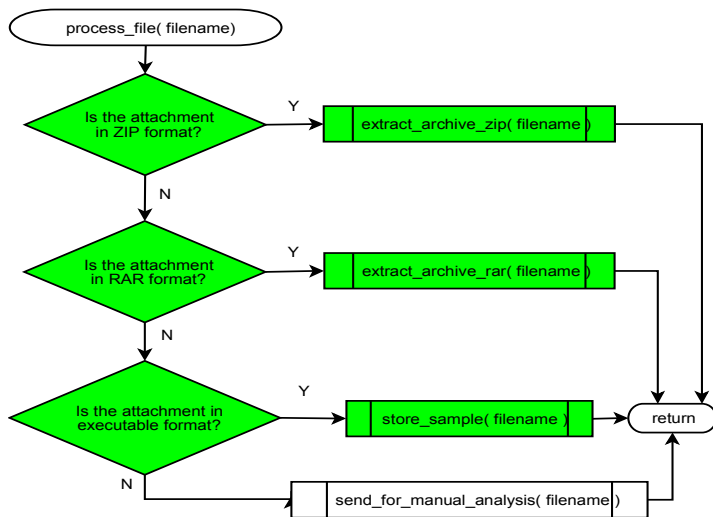 process_file( filename)
Is the attachment
in ZIP format?
Y
extract_archive_zip( filename )
N
Is the attachment
in RAR format?
Y
extract_archive_rar( filename )
N
Is the attachment in
executable format?
Y
store_sample( filename )
return
N
send_for_manual_analysis( filename )